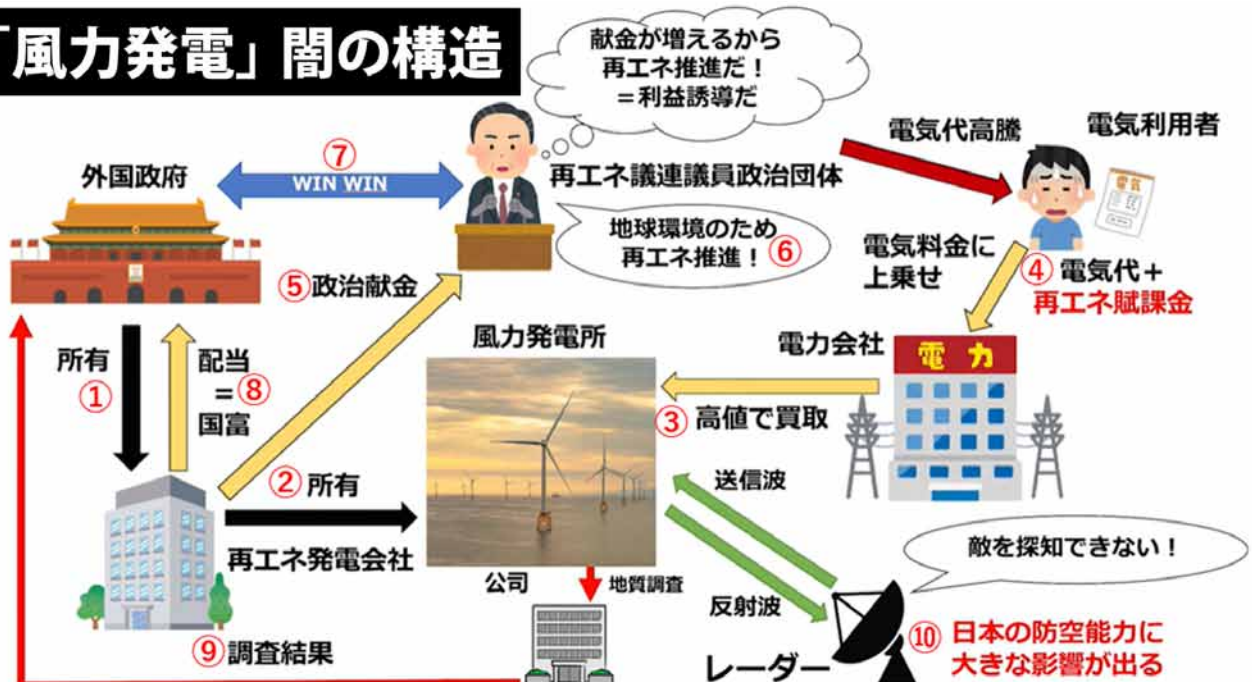 「風力発電」闇の構造
献金が増えるから
再エネ推進だ！
＝利益誘導だ
外国政府
⑦
WIN WIN
再エネ議連議員政治団体
電気代高騰
電気利用者
電気
地球環境のため
再エネ推進！⑥
⑤政治献金
電気料金に
上乗せ
④電気代＋
再エネ賦課金
所有
①
配当
＝⑧
国富
風力発電所
電力会社
電力
③高値で買取
②所有
再エネ発電会社
送信波
反射波
敵を探知できない！
公司
地質調査
⑨調査結果
レーダー
⑩日本の防空能力に
大きな影響が出る